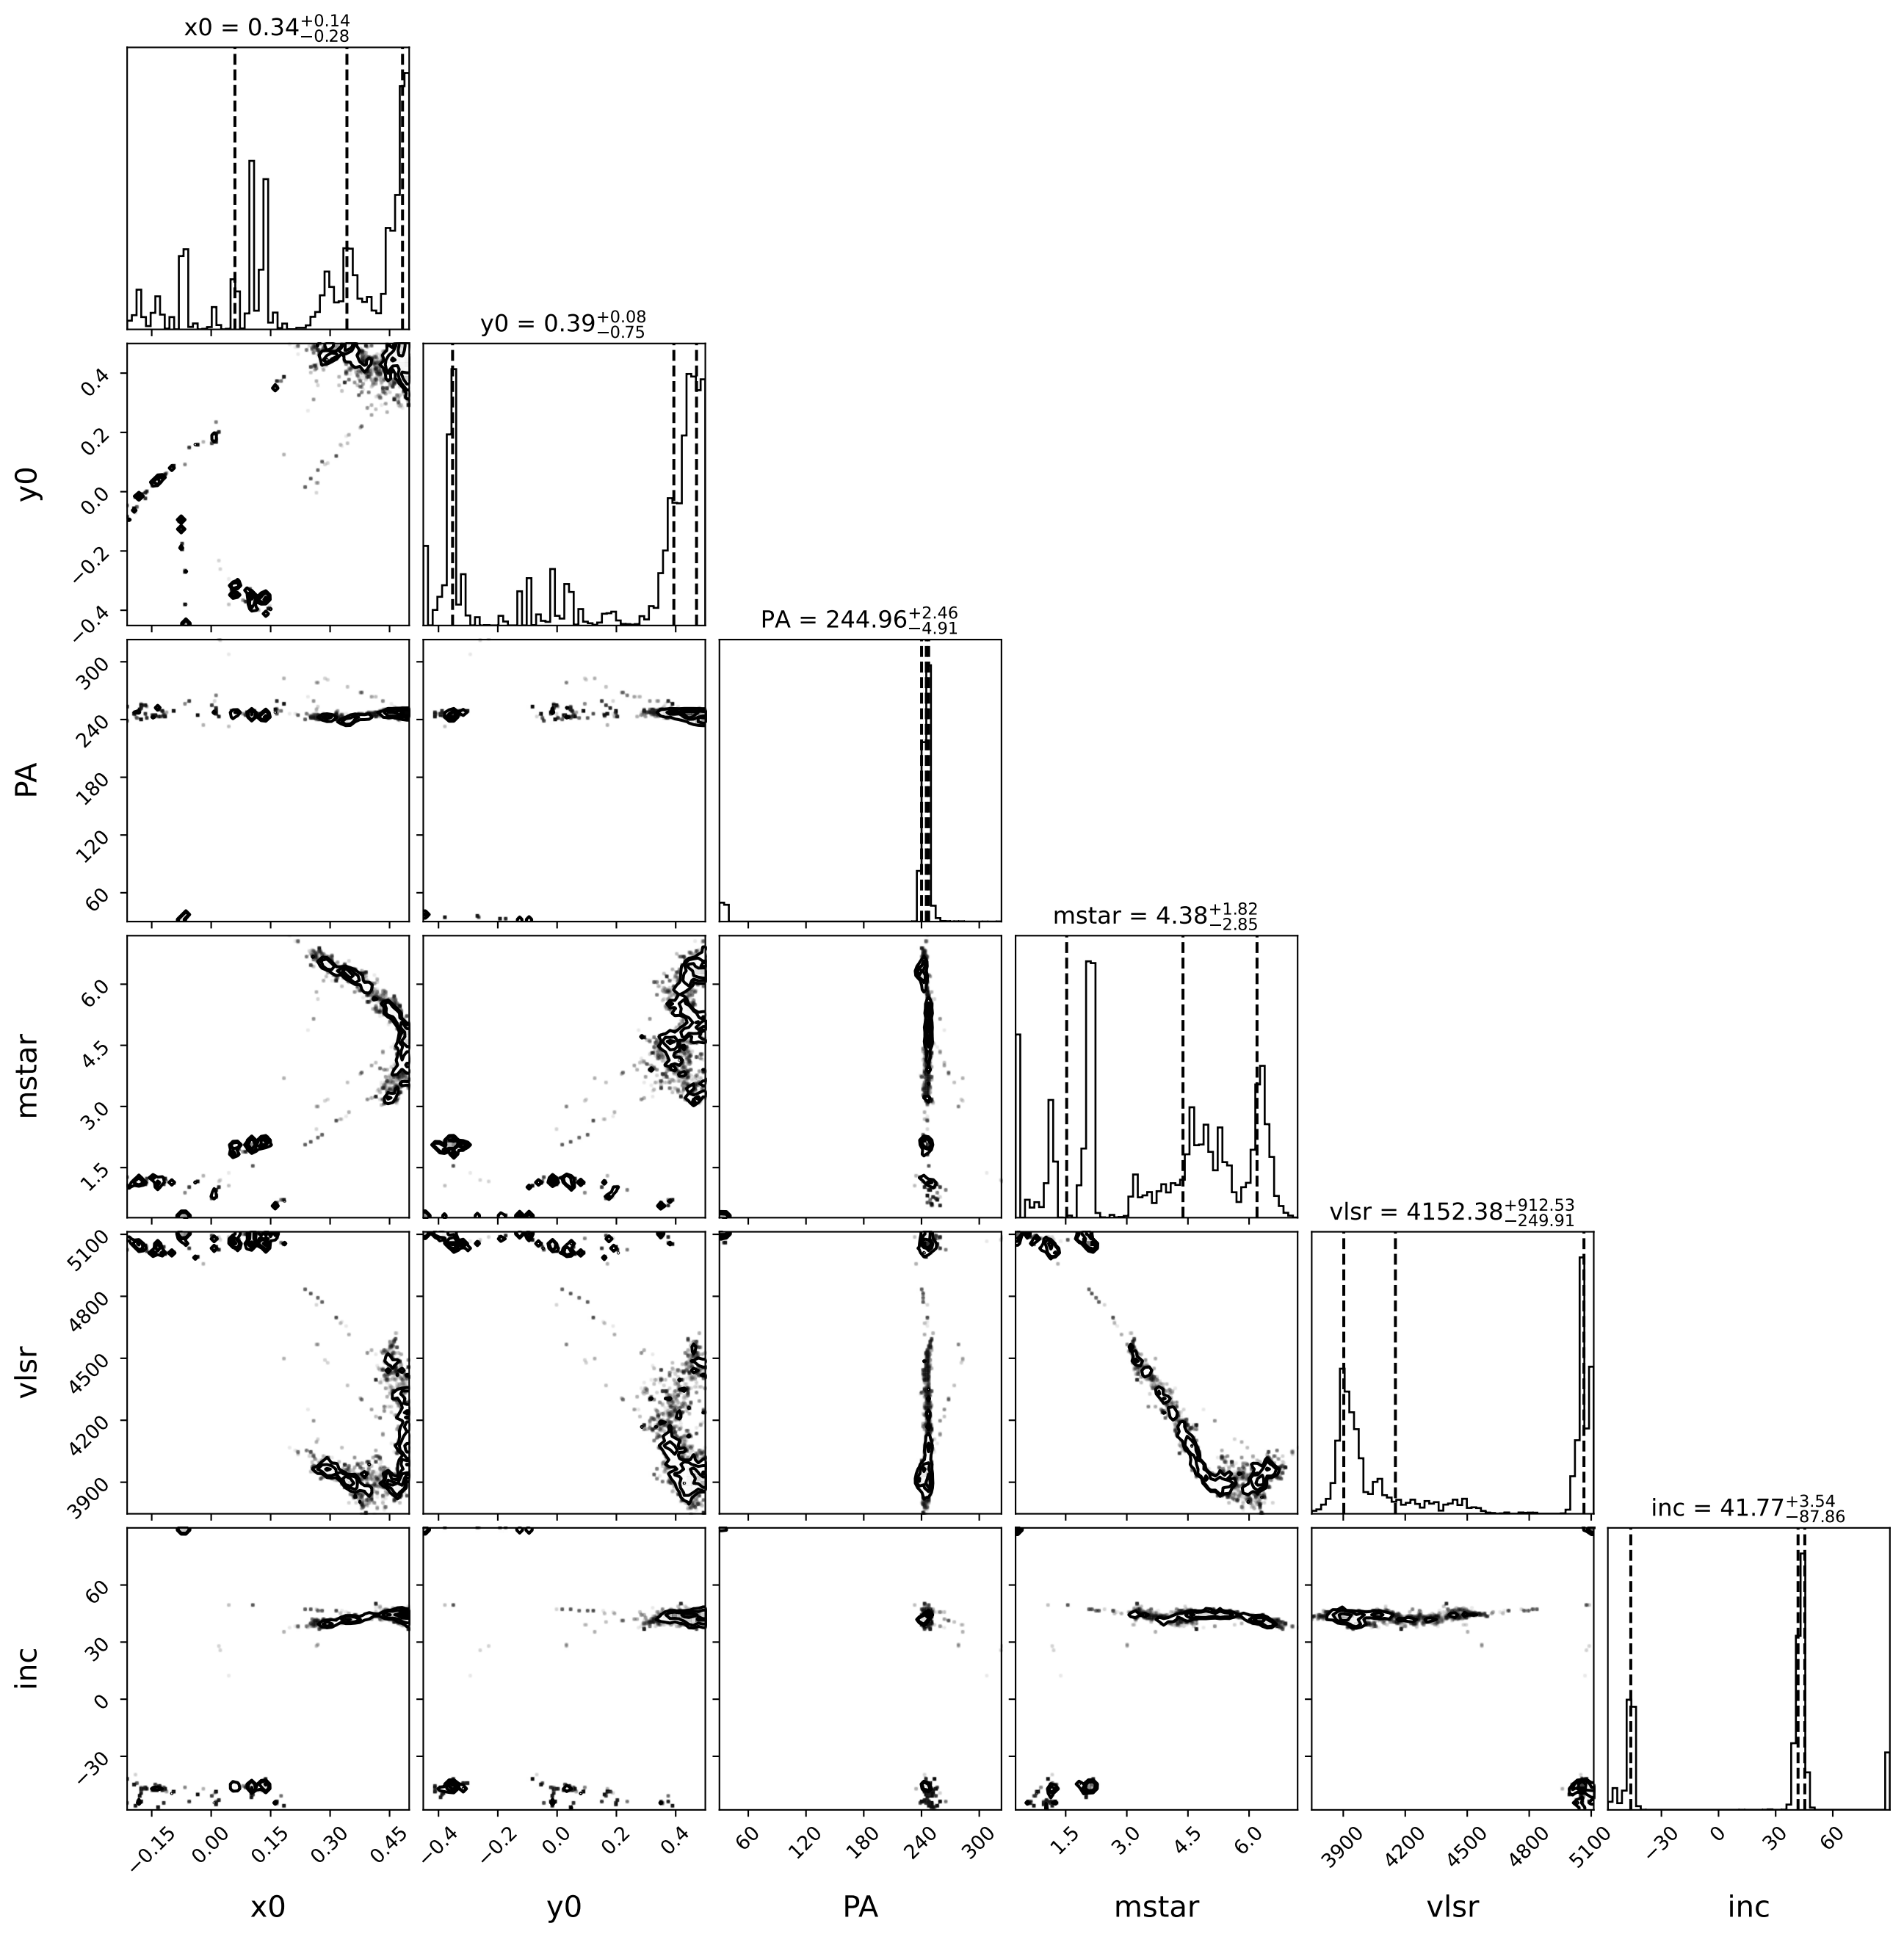 x0 = 0.34+0.14 −0.28
y0 = 0.39+0.08 −0.75
y0
0.4
0.2
0.0
−0.2
−0.4
PA = 244.96+2.46 −4.91
PA
300
240
180
120
60
mstar = 4.38+1.82 −2.85
mstar
6.0
4.5
3.0
1.5
vlsr = 4152.38+912.53 −249.91
vlsr
5100
4800
4500
4200
3900
inc = 41.77+3.54 −87.86
inc
60
30
0
−30
−0.15 0.00 0.15 0.30 0.45 −0.4 −0.2 0.0 0.2 0.4 60 120 180 240 300 1.5 3.0 4.5 6.0 3900 4200 4500 4800 5100 −30 0 30 60
x0 y0 PA mstar vlsr inc